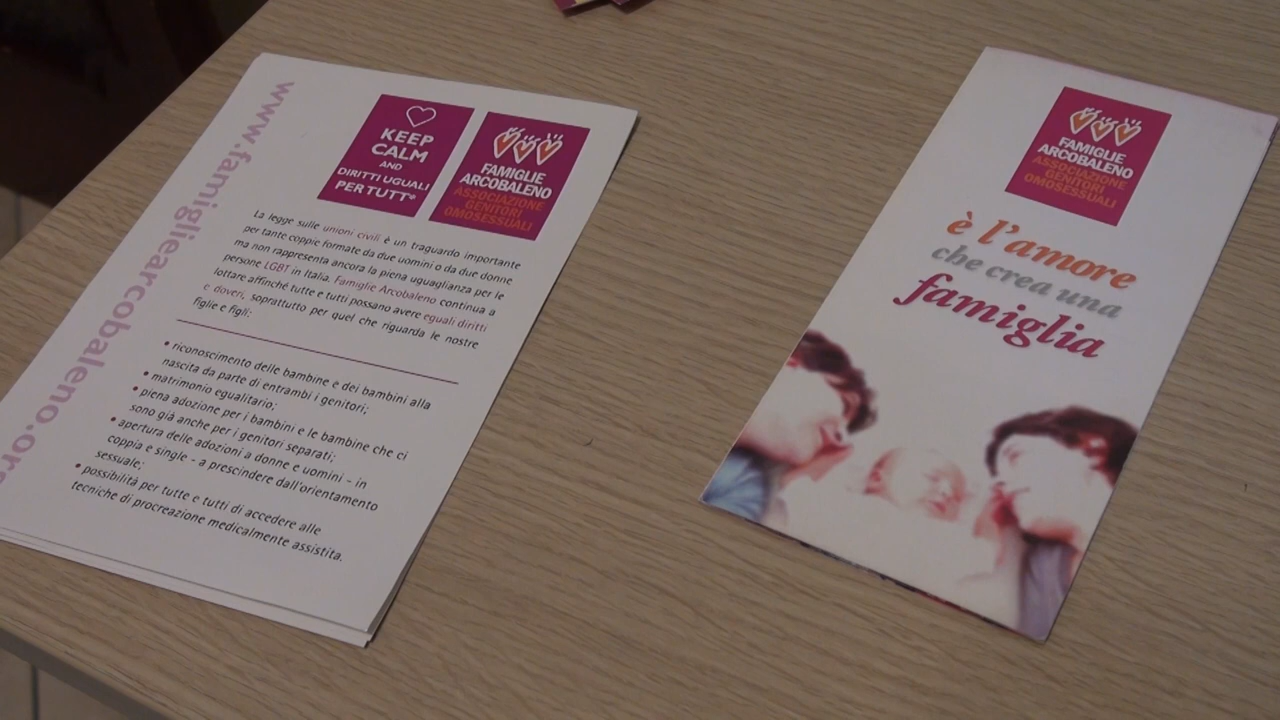 www.famigliearcobaleno.org
KEEP
CALM
AND
DIRITTI UGUALI
PER TUTT*
FAMIGLIE
ARCOBALENO
ASSOCIAZIONE
GENITORI
OMOSESSUALI
La legge sulle unioni civili è un traguardo importante
per tante coppie formate da due uomini o da due donne
ma non rappresenta ancora la piena uguaglianza per le
persone LGBT in Italia. Famiglie Arcobaleno continua a
lottare affinché tutte e tutti possano avere eguali diritti
e doveri, soprattutto per quel che riguarda le nostre
figlie e figli:
• riconoscimento delle bambine e dei bambini alla
nascita da parte di entrambi i genitori;
• matrimonio egualitario;
• piena adozione per i bambini e le bambine che ci
sono già anche per i genitori separati;
• apertura delle adozioni a donne e uomini - in
coppia e single - a prescindere dall'orientamento
sessuale;
• possibilità per tutte e tutti di accedere alle
tecniche di procreazione medicalmente assistita.
FAMIGLIE
ARCOBALENO
ASSOCIAZIONE
GENITORI
OMOSESSUALI
è l'amore
che crea una
famiglia